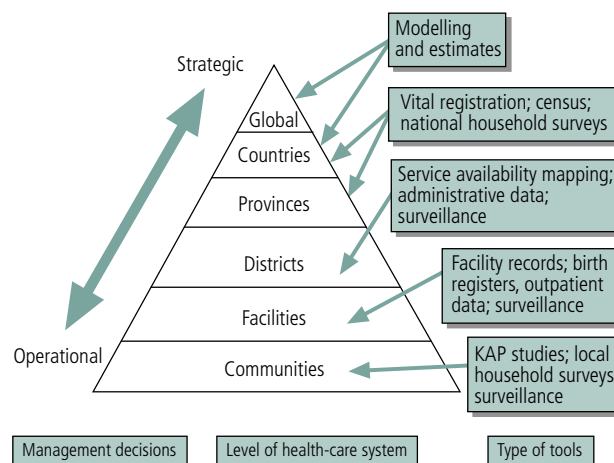 Modelling
and estimates
Strategic
Vital registration; census;
national household surveys
Global
Countries
Service availability mapping;
administrative data;
surveillance
Provinces
Districts
Facility records; birth
registers, outpatient
data; surveillance
Facilities
Operational
KAP studies; local
household surveys
surveillance
Communities
Management decisions
Level of health-care system
Type of tools